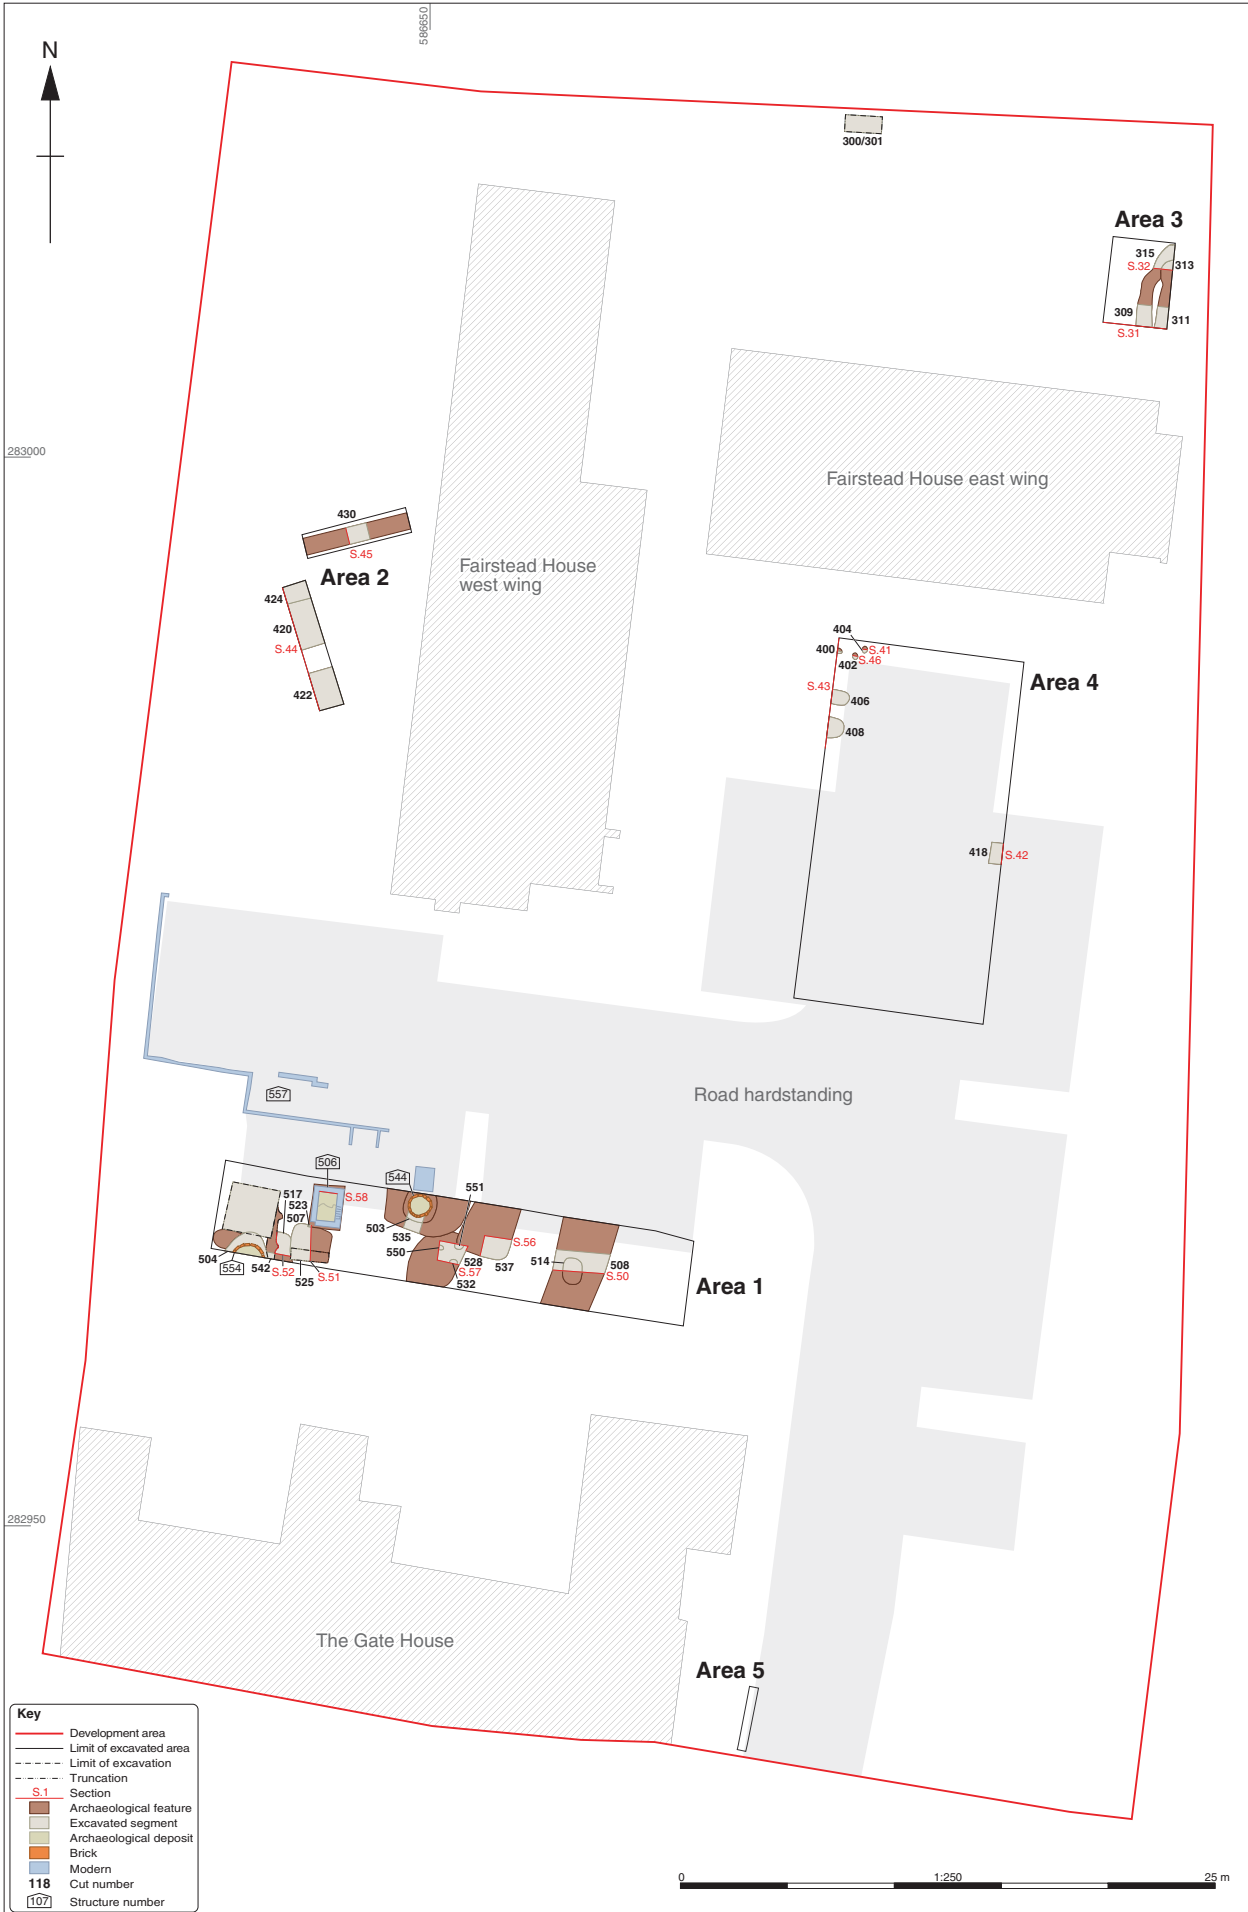 586650
N
300/301
Area 3
315
S.32
313
309
311
S.31
283000
Fairstead House east wing
430
S.45
Area 2
Fairstead House
west wing
424
420
S.44
422
404
400
S.41
402
S.46
S.43
406
408
Area 4
418
S.42
557
Road hardstanding
506
544
551
517
523
507
S.58
503
535
550
528
S.57
532
S.56
537
514
508
S.50
504
554
542
S.52
525
S.51
Area 1
282950
The Gate House
Area 5
Key
Development area
Limit of excavated area
Limit of excavation
Truncation
S.1 Section
Archaeological feature
Excavated segment
Archaeological deposit
Brick
Modern
118 Cut number
107 Structure number
0 1:250 25 m